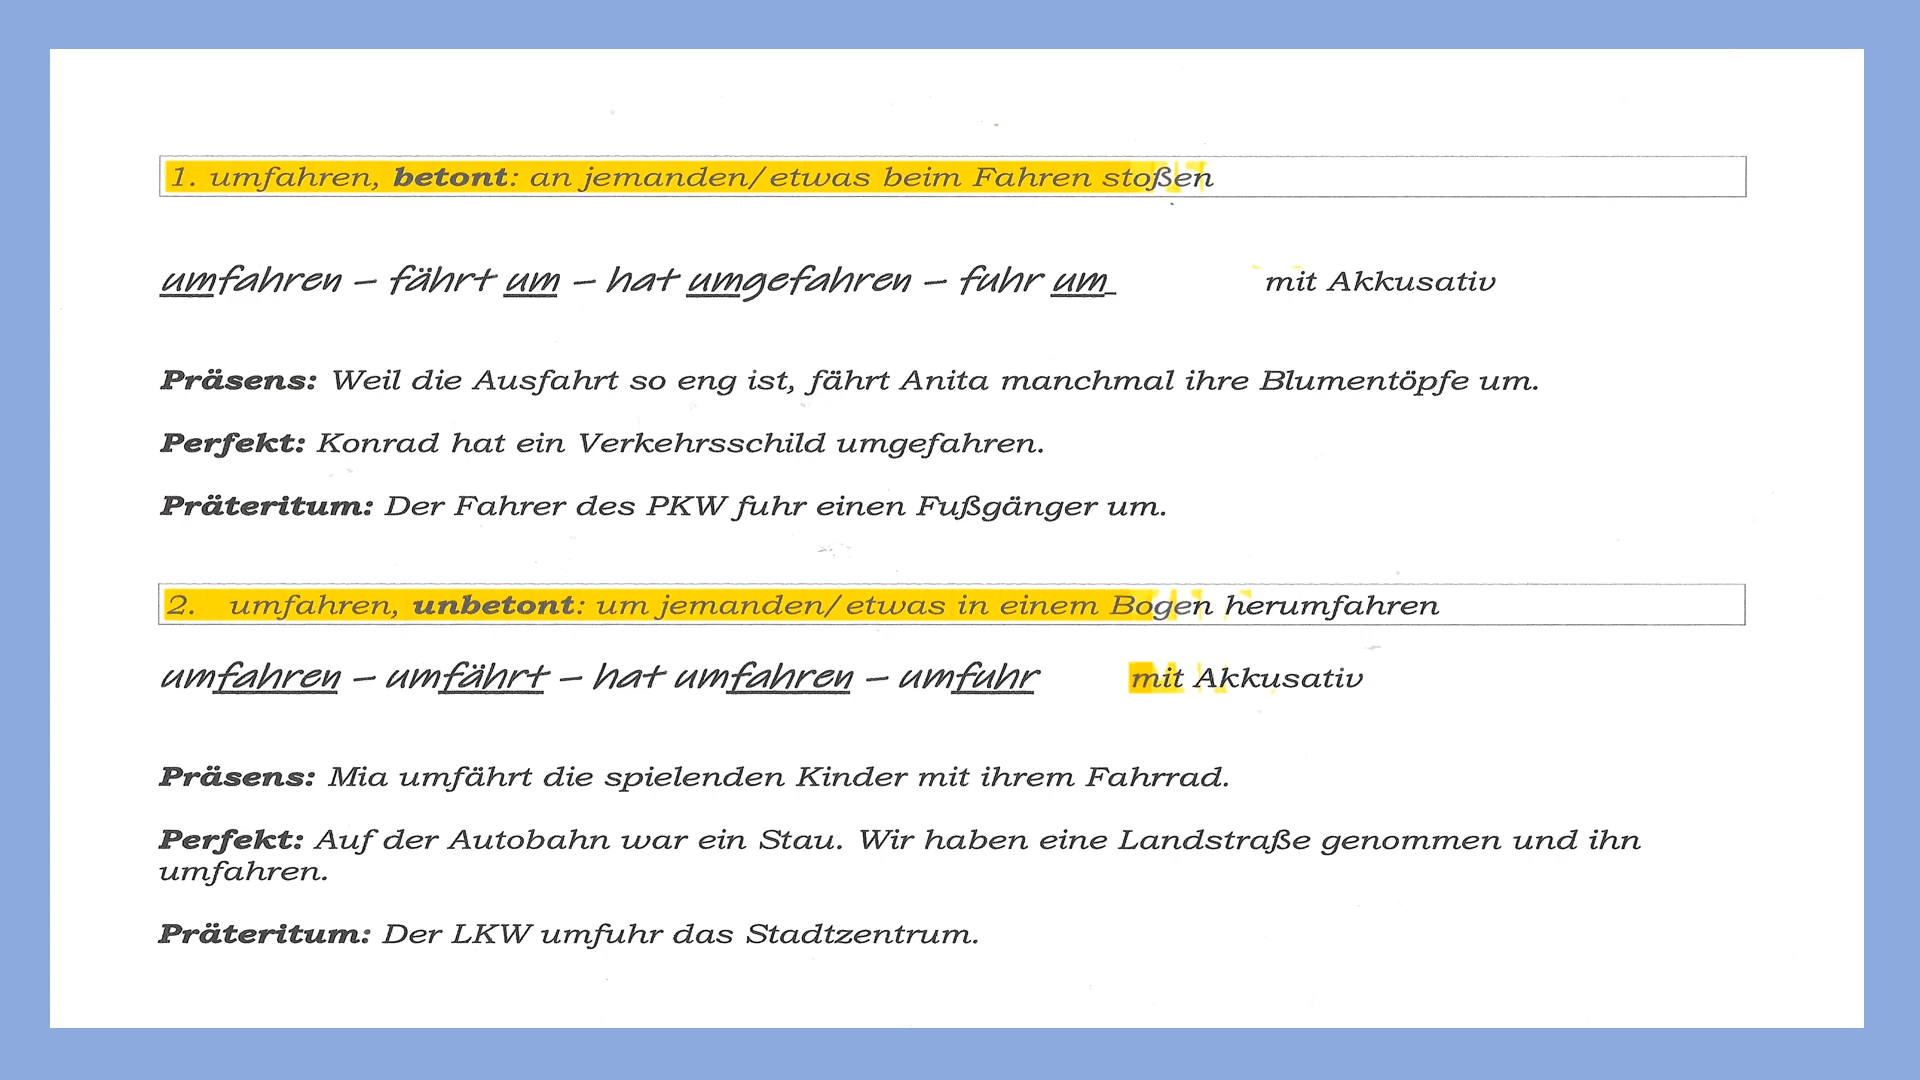 1. umfahren, betont: an jemanden/etwas beim Fahren stoßen
umfahren – fährt um – hat umgefahren – fuhr um_ mit Akkusativ
Präsens: Weil die Ausfahrt so eng ist, fährt Anita manchmal ihre Blumentöpfe um.
Perfekt: Konrad hat ein Verkehrsschild umgefahren.
Präteritum: Der Fahrer des PKW fuhr einen Fußgänger um.
2. umfahren, unbetont: um jemanden/etwas in einem Bogen herumfahren
umfahren – umfährt – hat umfahren – umfuhr mit Akkusativ
Präsens: Mia umfährt die spielenden Kinder mit ihrem Fahrrad.
Perfekt: Auf der Autobahn war ein Stau. Wir haben eine Landstraße genommen und ihn
umfahren.
Präteritum: Der LKW umfuhr das Stadtzentrum.